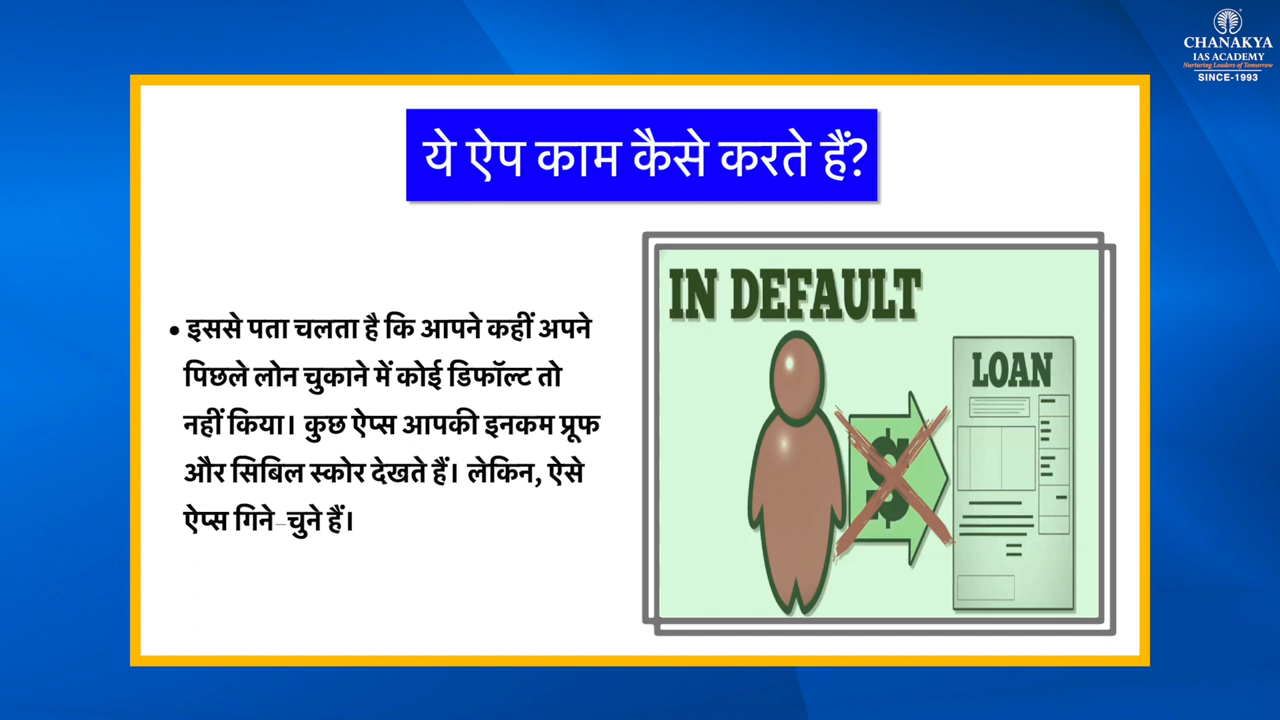 CHANAKYA
IAS ACADEMY
Nurturing Leaders of Tomorrow
SINCE-1993
ये ऐप काम कैसे करते हैं?
• इससे पता चलता है कि आपने कहीं अपने
पिछले लोन चुकाने में कोई डिफॉल्ट तो
नहीं किया। कुछ ऐप्स आपकी इनकम प्रूफ
और सिबिल स्कोर देखते हैं। लेकिन, ऐसे
ऐप्स गिने-चुने हैं।
IN DEFAULT
$
LOAN